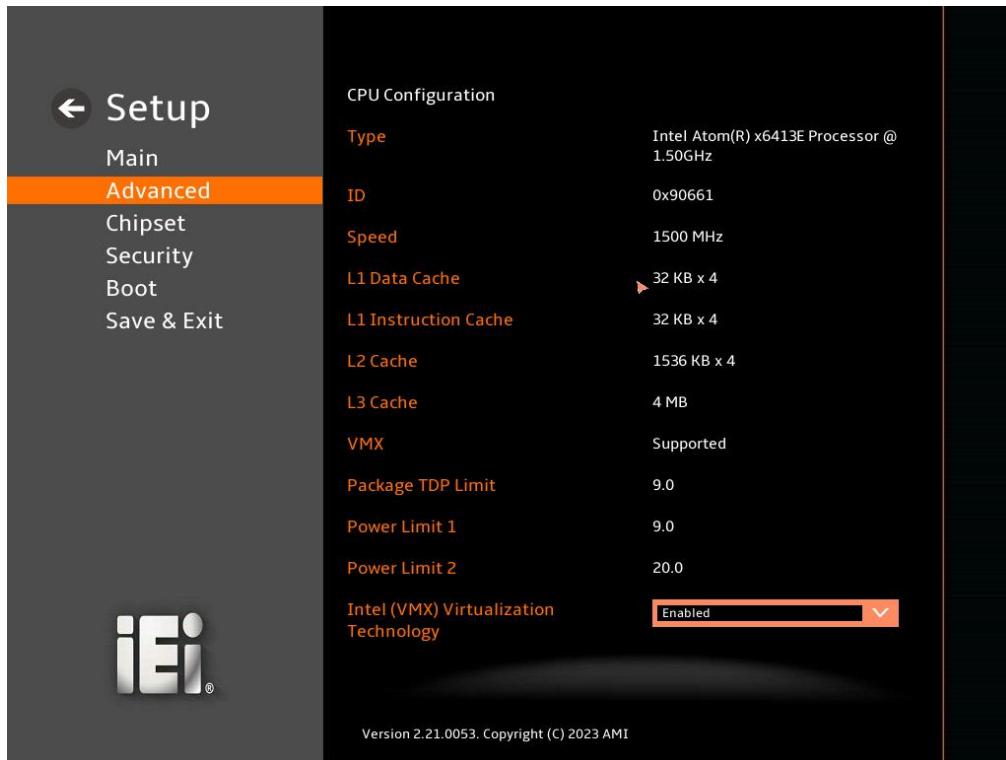 Setup
Main
Advanced
Chipset
Security
Boot
Save & Exit
CPU Configuration
Type Intel Atom(R) x6413E Processor @
1.50GHz
ID 0x90661
Speed 1500 MHz
L1 Data Cache 32 KB x 4
L1 Instruction Cache 32 KB x 4
L2 Cache 1536 KB x 4
L3 Cache 4 MB
VMX Supported
Package TDP Limit 9.0
Power Limit 1 9.0
Power Limit 2 20.0
Intel (VMX) Virtualization Enabled
Technology
iEi®
Version 2.21.0053. Copyright (C) 2023 AMI